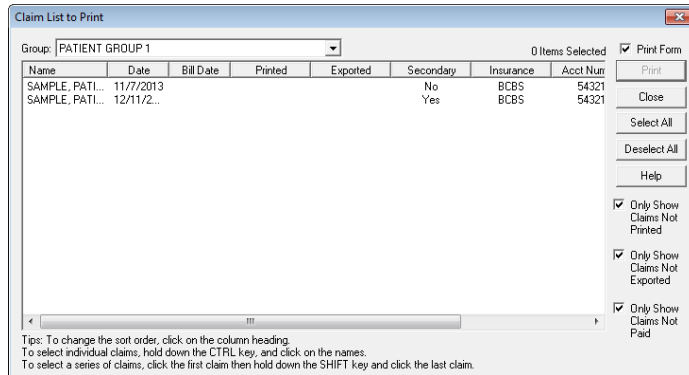 Claim List to Print
Group: PATIENT GROUP 1
0 Items Selected
Print Form
Name Date Bill Date Printed Exported Secondary Insurance Acct Num
SAMPLE, PATI... 11/7/2013 No BCBS 54321
SAMPLE, PATI... 12/11/2... Yes BCBS 54321
Print
Close
Select All
Deselect All
Help
Only Show
Claims Not
Printed
Only Show
Claims Not
Exported
Only Show
Claims Not
Paid
Tips: To change the sort order, click on the column heading.
To select individual claims, hold down the CTRL key, and click on the names.
To select a series of claims, click the first claim then hold down the SHIFT key and click the last claim.